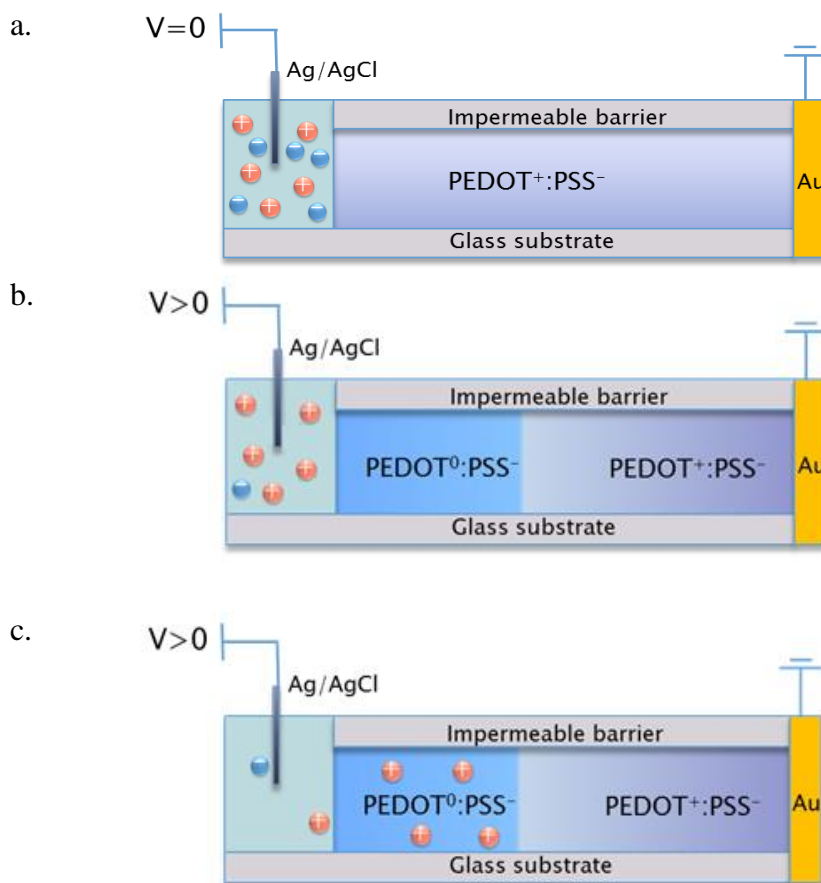 a.
V=0
Ag/AgCl
Impermeable barrier
PEDOT⁺:PSS⁻
Au
Glass substrate
b.
V>0
Ag/AgCl
Impermeable barrier
PEDOT⁰:PSS⁻ PEDOT⁺:PSS⁻
Au
Glass substrate
c.
V>0
Ag/AgCl
Impermeable barrier
PEDOT⁰:PSS⁻ PEDOT⁺:PSS⁻
Au
Glass substrate